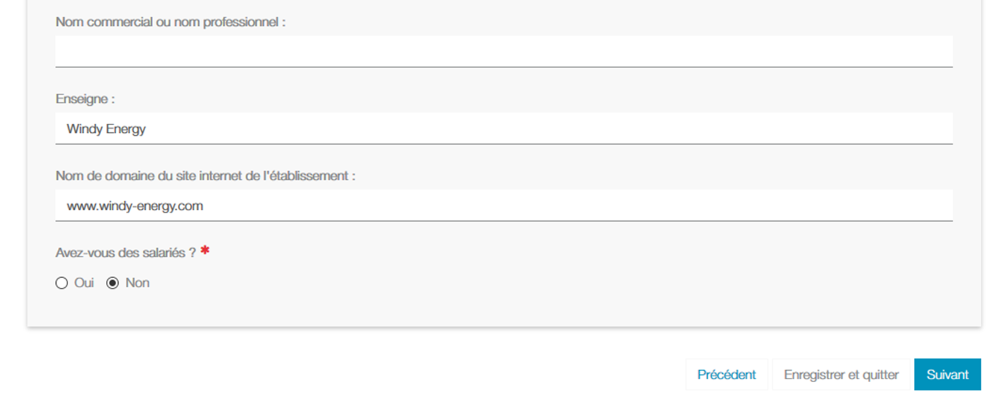 Nom commercial ou nom professionnel :
Enseigne :
Windy Energy
Nom de domaine du site internet de l'établissement :
www.windy-energy.com
Avez-vous des salariés ? *
Oui Non
Précédent Enregistrer et quitter Suivant